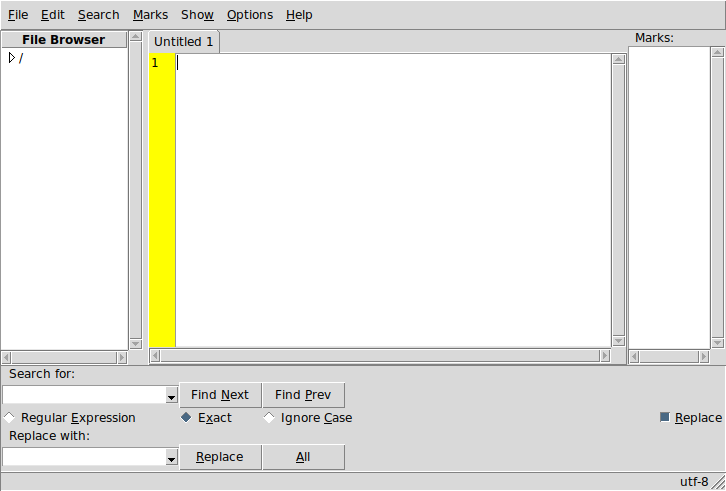 File Edit Search Marks Show Options Help
File Browser
/
Untitled 1
1
Marks:
Search for:
Find Next Find Prev
Regular Expression Exact Ignore Case Replace
Replace with:
Replace All
utf-8